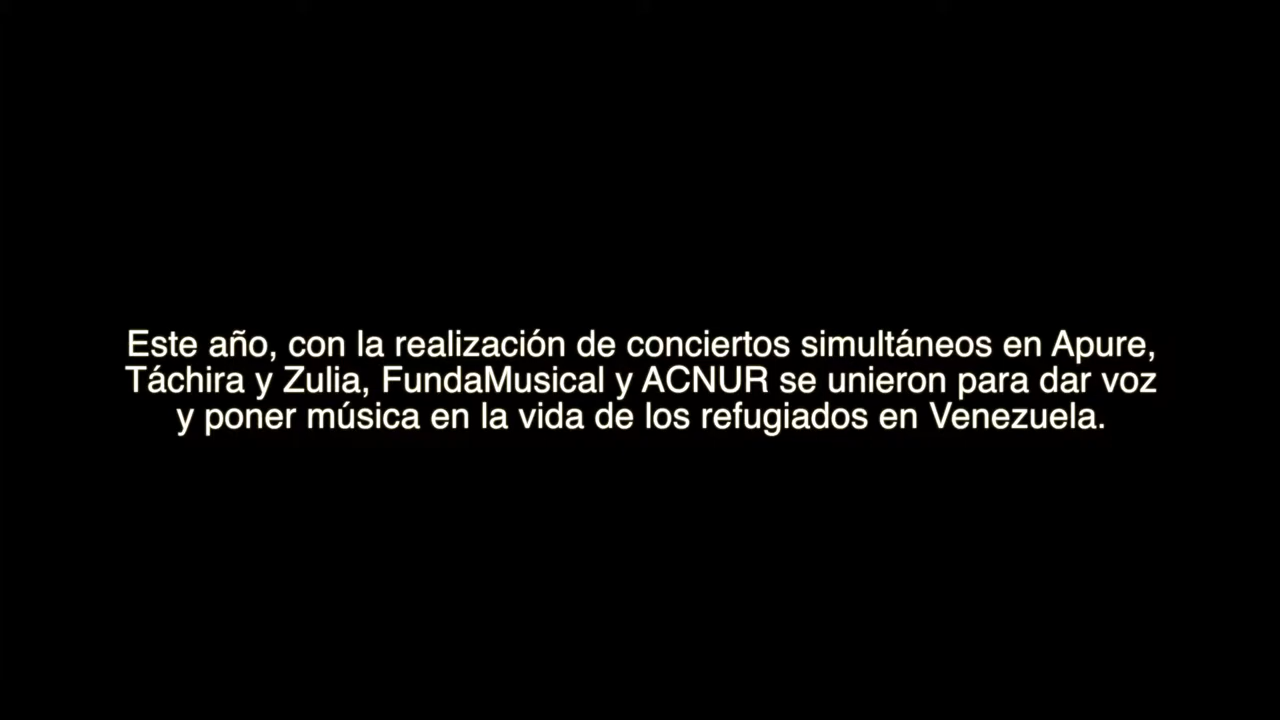 Este año, con la realización de conciertos simultáneos en Apure,
Táchira y Zulia, FundaMusical y ACNUR se unieron para dar voz
y poner música en la vida de los refugiados en Venezuela.